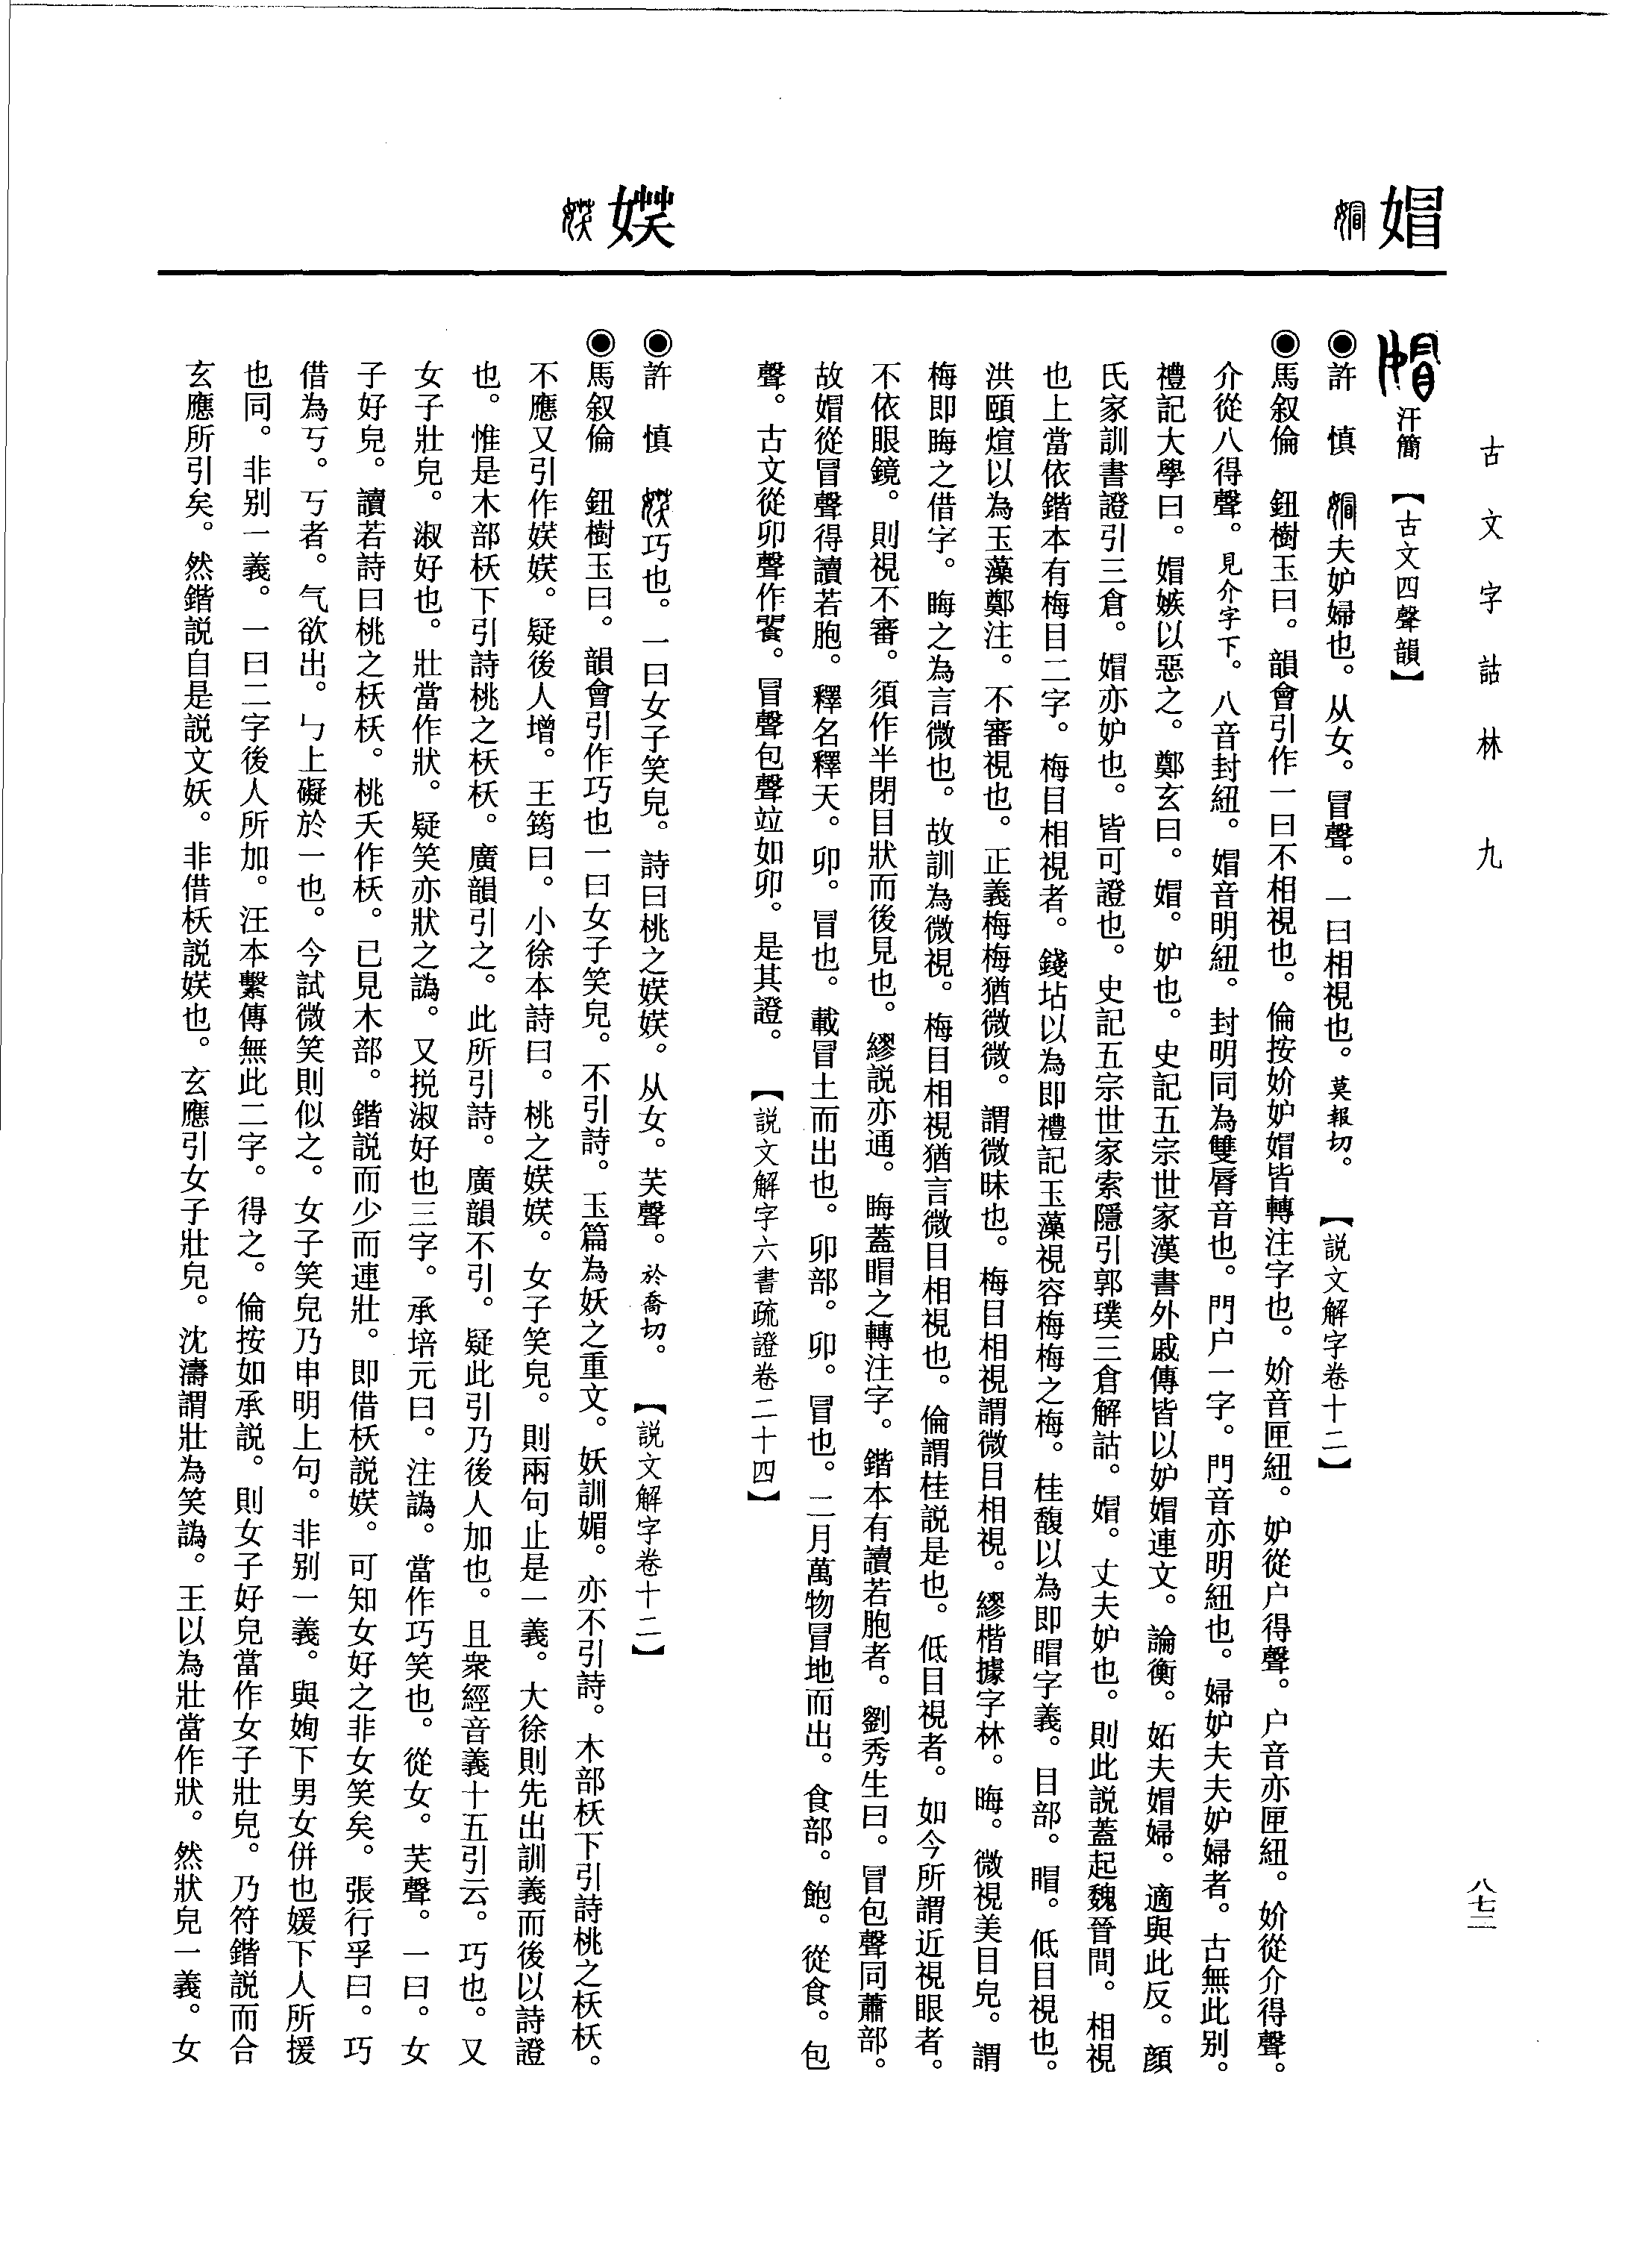 古文字詁林 九
八七三
媢
汗簡 【古文四聲韻】
◉許 慎 夫妒婦也。从女。冒聲。一曰相視也。莫報切。 【説文解字卷十二】
◉馬叙倫 鈕樹玉曰。韻會引作一曰不相視也。倫按妎妒媢皆轉注字也。妎音匣紐。妒從户得聲。户音亦匣紐。妎從介得聲。
介從八得聲。見介字下。八音封紐。媢音明紐。封明同為雙脣音也。門户一字。門音亦明紐也。婦妒夫夫妒婦者。古無此别。
禮記大學曰。媢嫉以惡之。鄭玄曰。媢。妒也。史記五宗世家漢書外戚傳皆以妒媢連文。論衡。妬夫媢婦。適與此反。顔
氏家訓書證引三倉。媢亦妒也。皆可證也。史記五宗世家索隱引郭璞三倉解詁。媢。丈夫妒也。則此説蓋起魏晉間。相視
也上當依鍇本有梅目二字。梅目相視者。錢坫以為即禮記玉藻視容梅梅之梅。桂馥以為即䀤字義。目部。䀤。低目視也。
洪頤煊以為玉藻鄭注。不審視也。正義梅梅猶微微。謂微昧也。梅目相視謂微目相視。繆楷據字林。䀲。微視美目皃。謂
梅即䀲之借字。䀲之為言微也。故訓為微視。梅目相視猶言微目相視也。倫謂桂説是也。低目視者。如今所謂近視眼者。
不依眼鏡。則視不審。須作半閉目狀而後見也。繆説亦通。䀲蓋䀤之轉注字。鍇本有讀若胞者。劉秀生曰。冒包聲同蕭部。
故媢從冒聲得讀若胞。釋名釋天。卯。冒也。載冒土而出也。卯部。卯。冒也。二月萬物冒地而出。食部。飽。從食。包
聲。古文從卯聲作䬌。冒聲包聲竝如卯。是其證。 【説文解字六書疏證卷二十四】
媄
◉許 慎 巧也。一曰女子笑皃。詩曰桃之媄媄。从女。芺聲。於喬切。 【説文解字卷十二】
◉馬叙倫 鈕樹玉曰。韻會引作巧也一曰女子笑皃。不引詩。玉篇為妖之重文。妖訓媚。亦不引詩。木部枖下引詩桃之枖枖。
不應又引作媄媄。疑後人增。王筠曰。小徐本詩曰。桃之媄媄。女子笑皃。則兩句止是一義。大徐則先出訓義而後以詩證
也。惟是木部枖下引詩桃之枖枖。廣韻引之。此所引詩。廣韻不引。疑此引乃後人加也。且衆經音義十五引云。巧也。又
女子壯皃。淑好也。壯當作狀。疑笑亦狀之譌。又挩淑好也三字。承培元曰。注譌。當作巧笑也。從女。芺聲。一曰。女
子好皃。讀若詩曰桃之枖枖。桃夭作枖。已見木部。鍇説而少而連壯。即借枖説媄。可知女好之非女笑矣。張行孚曰。巧
借為丂。丂者。气欲出。ㄣ上礙於一也。今試微笑則似之。女子笑皃乃申明上句。非别一義。與姰下男女併也媛下人所援
也同。非别一義。一曰二字後人所加。汪本繫傳無此二字。得之。倫按如承説。則女子好皃當作女子壯皃。乃符鍇説而合
玄應所引矣。然鍇説自是説文妖。非借枖説媄也。玄應引女子壯皃。沈濤謂壯為笑譌。王以為壯當作狀。然狀皃一義。女